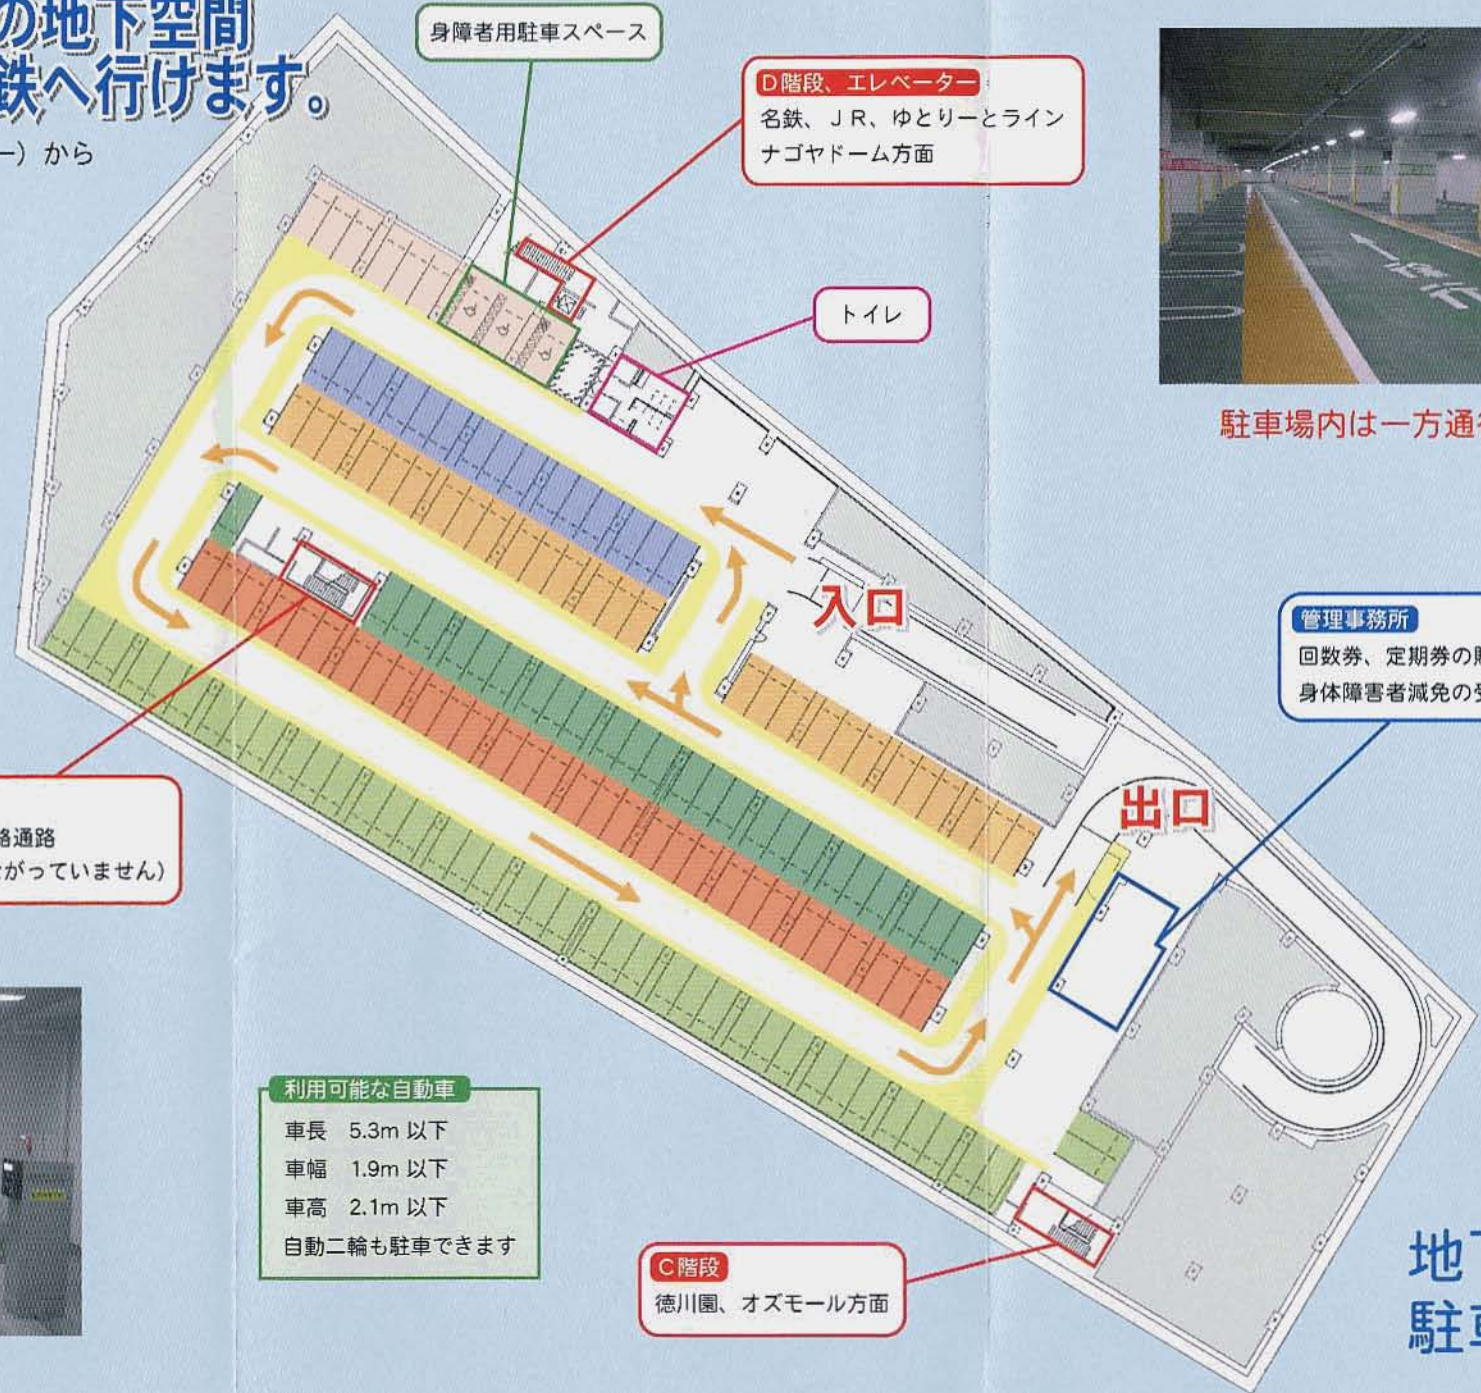 の地下空間
鉄へ行けます。
ー）から
身障者用駐車スペース
D階段、エレベーター
名鉄、ＪＲ、ゆとりーとライン
ナゴヤドーム方面
トイレ
駐車場内は一方通
入口
管理事務所
回数券、定期券の
身体障害者減免の
出口
絡通路
ながっていません）
利用可能な自動車
車長　5.3m 以下
車幅　1.9m 以下
車高　2.1m 以下
自動二輪も駐車できます
C階段
徳川園、オズモール方面
地下
駐車